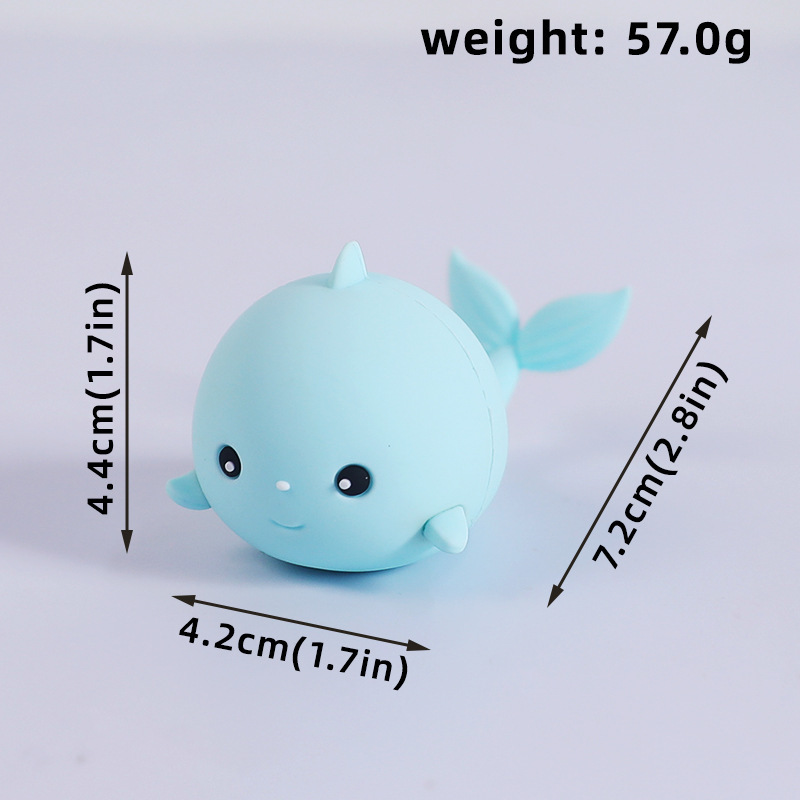 weight: 57.0g
4.4cm(1.7in)
7.2cm(2.8in)
4.2cm(1.7in)